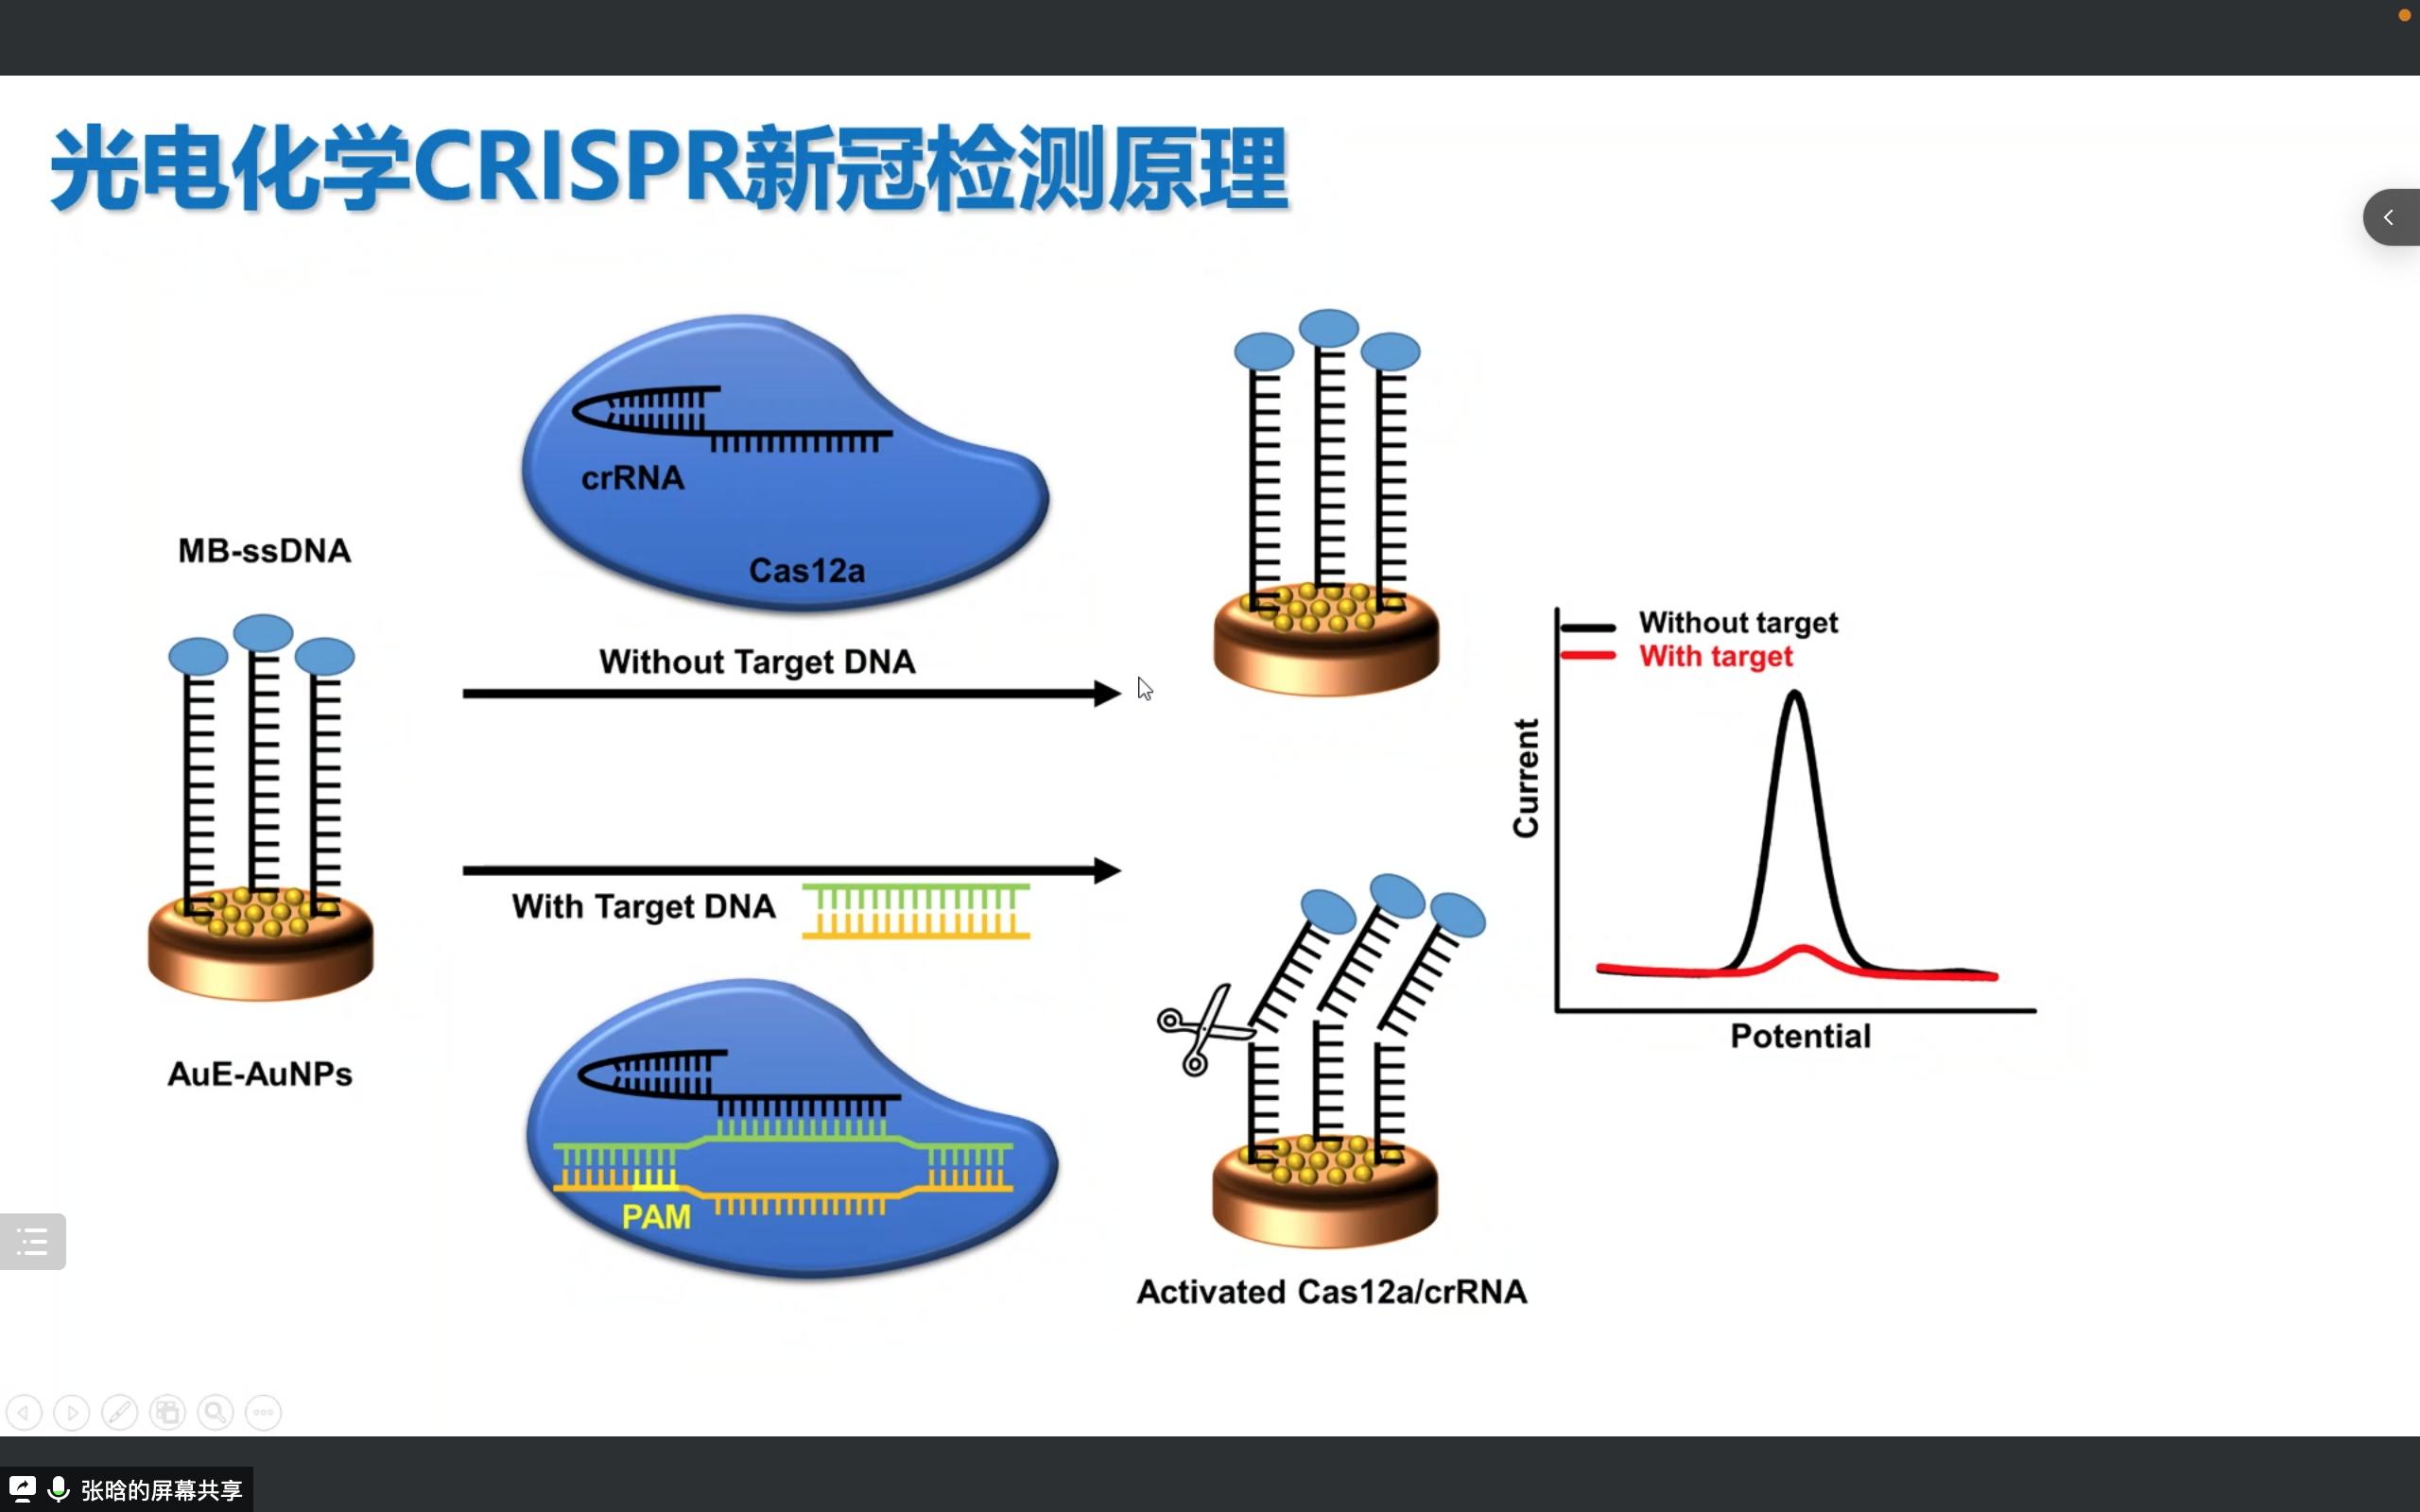 光电化学CRISPR新冠检测原理
crRNA
Cas12a
MB-ssDNA
Without Target DNA
Without target
With target
Current
Potential
With Target DNA
AuE-AuNPs
PAM
Activated Cas12a/crRNA
张晗的屏幕共享